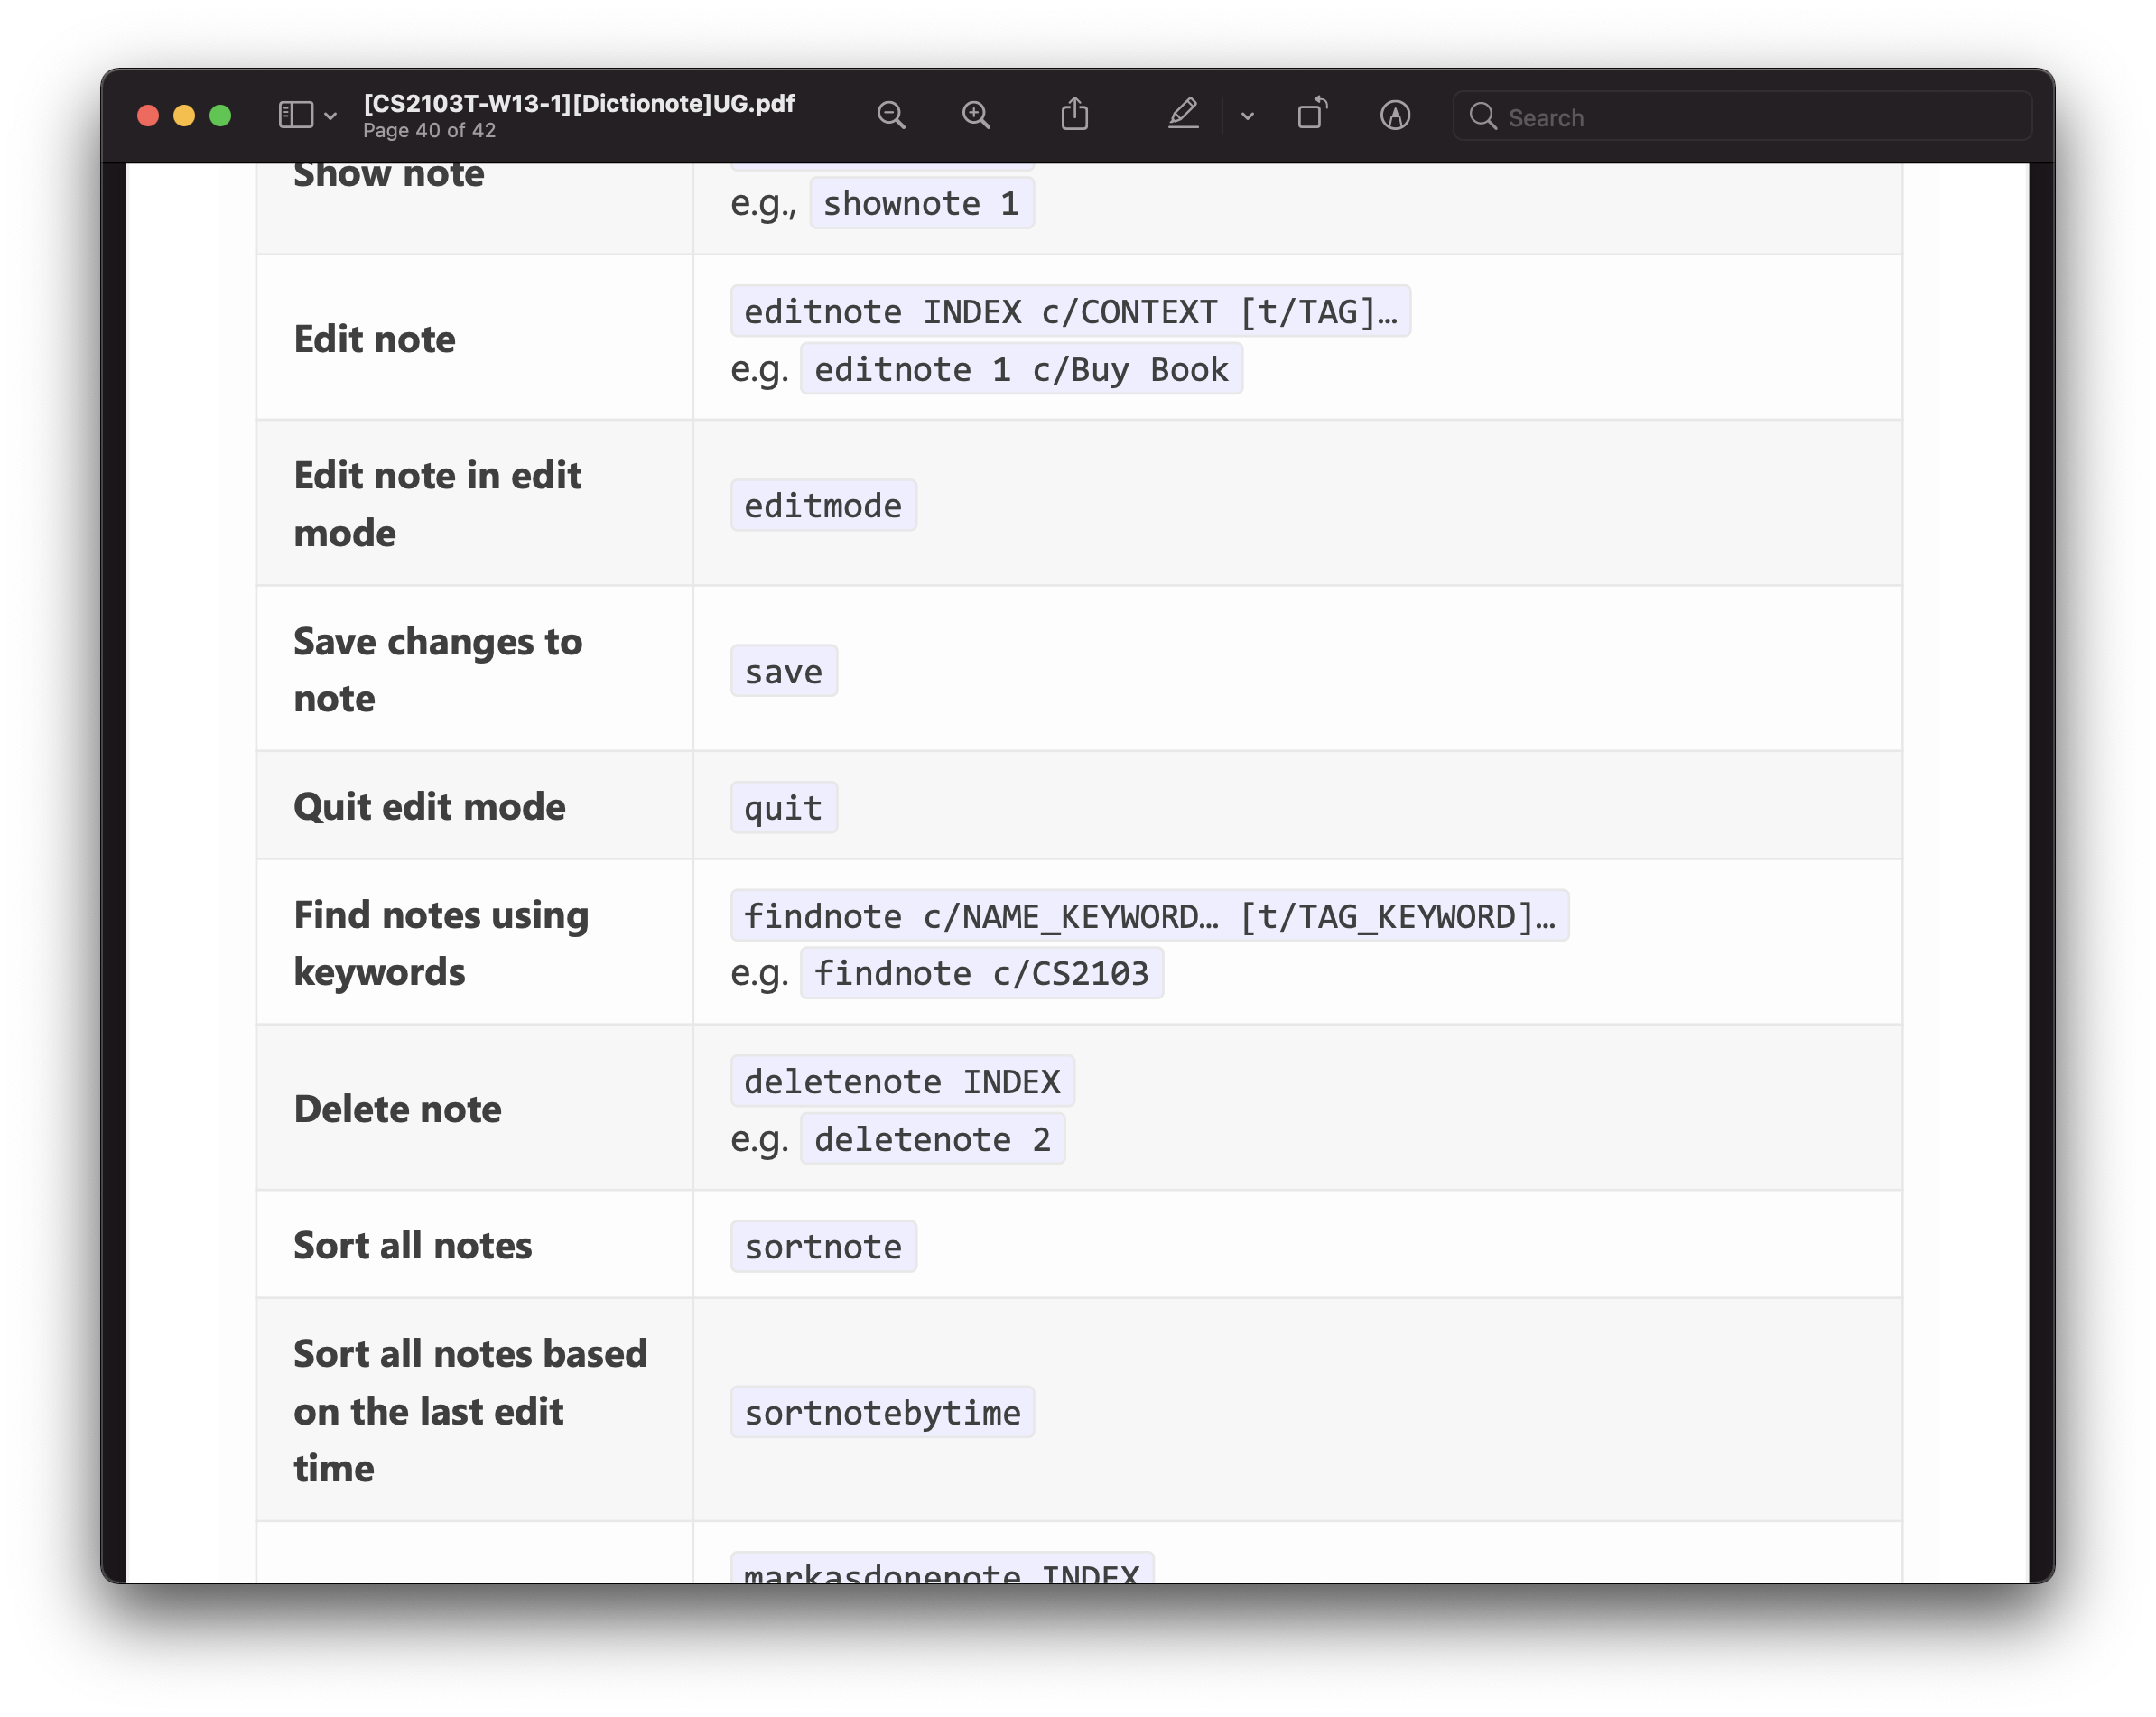 [CS2103T-W13-1][Dictionote]UG.pdf
Page 40 of 42
Search
Show note
e.g., shownote 1
Edit note
editnote INDEX c/CONTEXT [t/TAG]…
e.g. editnote 1 c/Buy Book
Edit note in edit
mode
editmode
Save changes to
note
save
Quit edit mode
quit
Find notes using
keywords
findnote c/NAME_KEYWORD… [t/TAG_KEYWORD]…
e.g. findnote c/CS2103
Delete note
deletenote INDEX
e.g. deletenote 2
Sort all notes
sortnote
Sort all notes based
on the last edit
time
sortnotebytime
markasdonenote INDEX